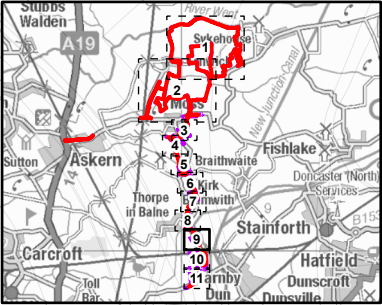 Stubbs
Walden
River Went
A19
Sykehouse
1
2
Moss
New Junction Canal
3
4
Askern
Sutton
14
5
Braithwaite
Fishlake
Doncaster (North)
Services
6
Kirk
Bramwith
Thorpe
in Balne
7
8
Stainforth
9
Carcroft
Hatfield
10
Barnby
Dun
11
Toll
Bar
Dunscroft
Dunsville